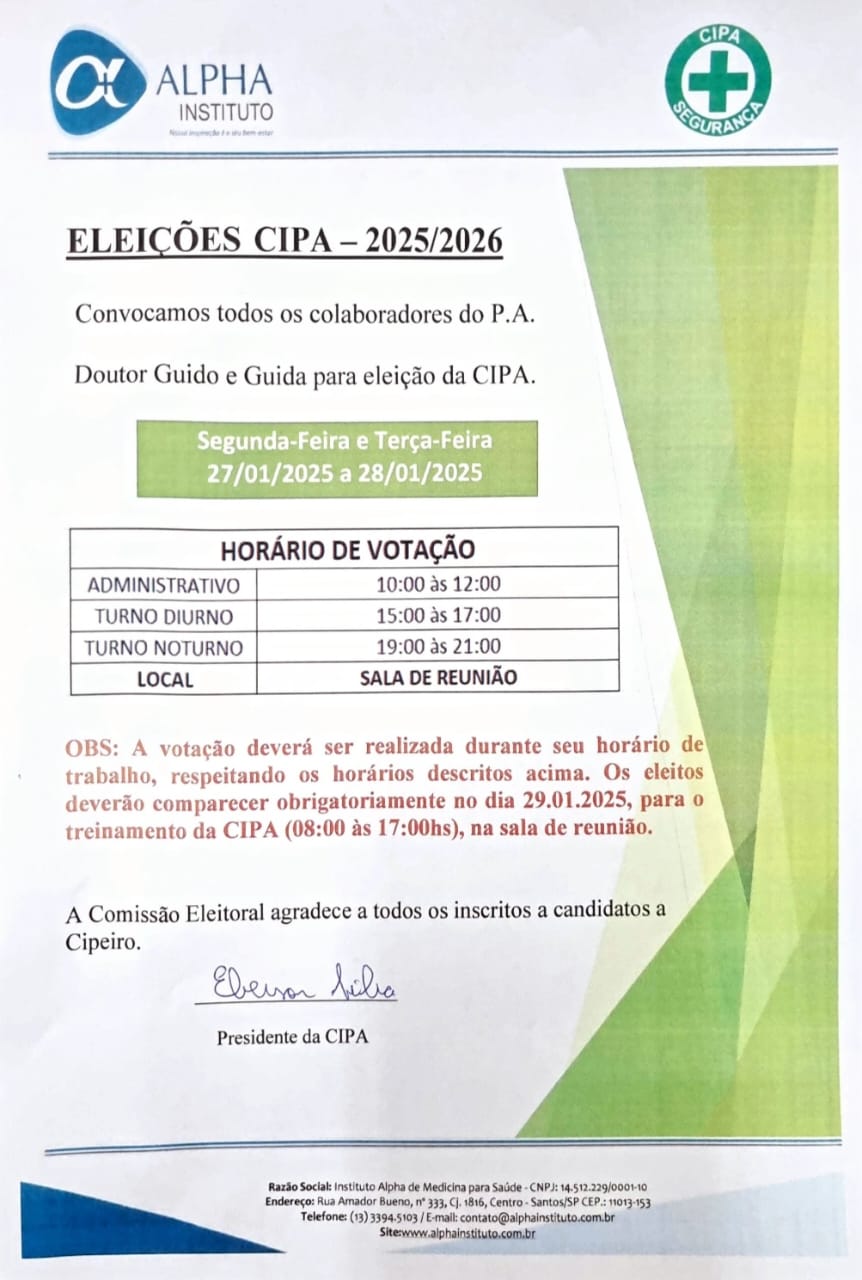 ALPHA
INSTITUTO
Nossa inspiração é o seu bem-estar
CIPA
SEGURANÇA
ELEIÇÕES CIPA – 2025/2026
Convocamos todos os colaboradores do P.A.
Doutor Guido e Guida para eleição da CIPA.
Segunda-Feira e Terça-Feira
27/01/2025 a 28/01/2025
HORÁRIO DE VOTAÇÃO
ADMINISTRATIVO 10:00 às 12:00
TURNO DIURNO 15:00 às 17:00
TURNO NOTURNO 19:00 às 21:00
LOCAL SALA DE REUNIÃO
OBS: A votação deverá ser realizada durante seu horário de
trabalho, respeitando os horários descritos acima. Os eleitos
deverão comparecer obrigatoriamente no dia 29.01.2025, para o
treinamento da CIPA (08:00 às 17:00hs), na sala de reunião.
A Comissão Eleitoral agradece a todos os inscritos a candidatos a
Cipeiro.
Presidente da CIPA
Razão Social: Instituto Alpha de Medicina para Saúde - CNPJ: 14.512.229/0001-10
Endereço: Rua Amador Bueno, nº 333, Cj. 1816, Centro - Santos/SP CEP.: 11013-153
Telefone: (13) 3394.5103 / E-mail: contato@alphainstituto.com.br
Site:www.alphainstituto.com.br